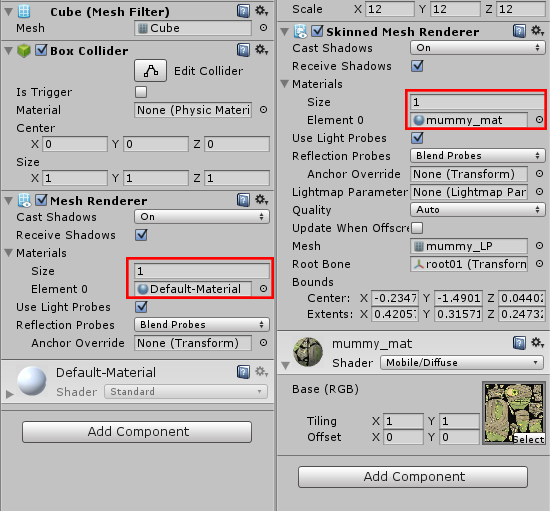 Cube (Mesh Filter)
Mesh Cube
Box Collider
Edit Collider
Is Trigger
Material None (Physic Materi
Center
X 0 Y 0 Z 0
Size
X 1 Y 1 Z 1
Mesh Renderer
Cast Shadows On
Receive Shadows
Materials
Size 1
Element 0 Default-Material
Use Light Probes
Reflection Probes Blend Probes
Anchor Override None (Transform)
Default-Material
Shader Standard
Add Component
Scale X 12 Y 12 Z 12
Skinned Mesh Renderer
Cast Shadows On
Receive Shadows
Materials
Size 1
Element 0 mummy_mat
Use Light Probes
Reflection Probes Blend Probes
Anchor Override None (Transform)
Lightmap Parameter None (Lightmap Par
Quality Auto
Update When Offscre
Mesh mummy_LP
Root Bone root01 (Transform
Bounds
Center: X -0.2347 Y -1.4901 Z 0.04402
Extents: X 0.42057 Y 0.31571 Z 0.24732
mummy_mat
Shader Mobile/Diffuse
Base (RGB)
Tiling X 1 Y 1
Offset X 0 Y 0
Select
Add Component